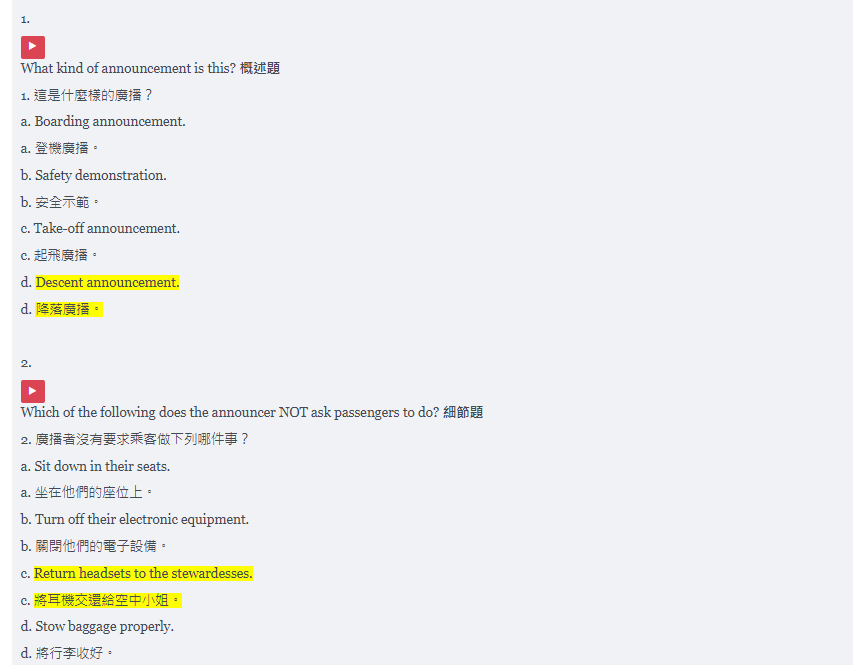 1.
What kind of announcement is this? 概述題
1. 這是什麼樣的廣播？
a. Boarding announcement.
a. 登機廣播。
b. Safety demonstration.
b. 安全示範。
c. Take-off announcement.
c. 起飛廣播。
d. Descent announcement.
d. 降落廣播。
2.
Which of the following does the announcer NOT ask passengers to do? 細節題
2. 廣播者沒有要求乘客做下列哪件事？
a. Sit down in their seats.
a. 坐在他們的座位上。
b. Turn off their electronic equipment.
b. 關閉他們的電子設備。
c. Return headsets to the stewardesses.
c. 將耳機交還給空中小姐。
d. Stow baggage properly.
d. 將行李收好。